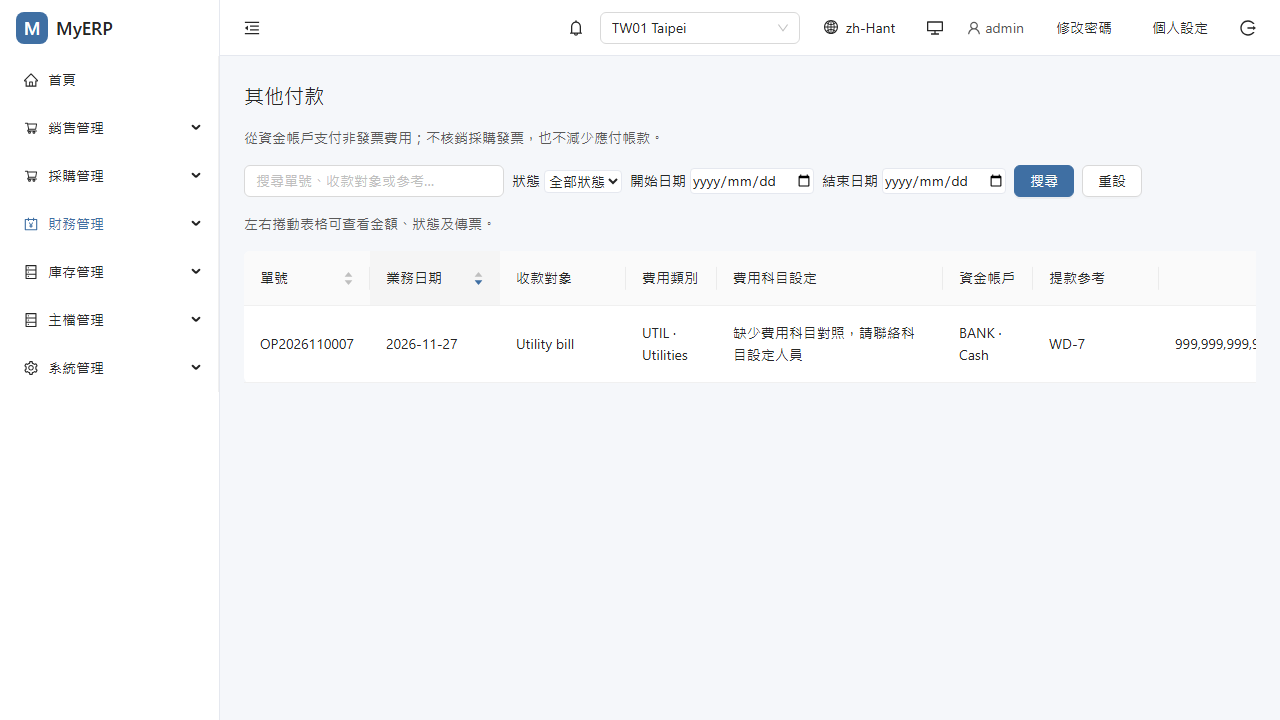 M MyERP
TW01 Taipei
zh-Hant
admin
修改密碼
個人設定
首頁
銷售管理
採購管理
財務管理
庫存管理
主檔管理
系統管理
其他付款
從資金帳戶支付非發票費用；不核銷採購發票，也不減少應付帳款。
搜尋單號、收款對象或參考... 狀態 全部狀態 開始日期 yyyy/mm/dd 結束日期 yyyy/mm/dd 搜尋 重設
左右捲動表格可查看金額、狀態及傳票。
單號 業務日期 收款對象 費用類別 費用科目設定 資金帳戶 提款參考
OP2026110007 2026-11-27 Utility bill UTIL · Utilities 缺少費用科目對照，請聯絡科目設定人員 BANK · Cash WD-7 999,999,999,9